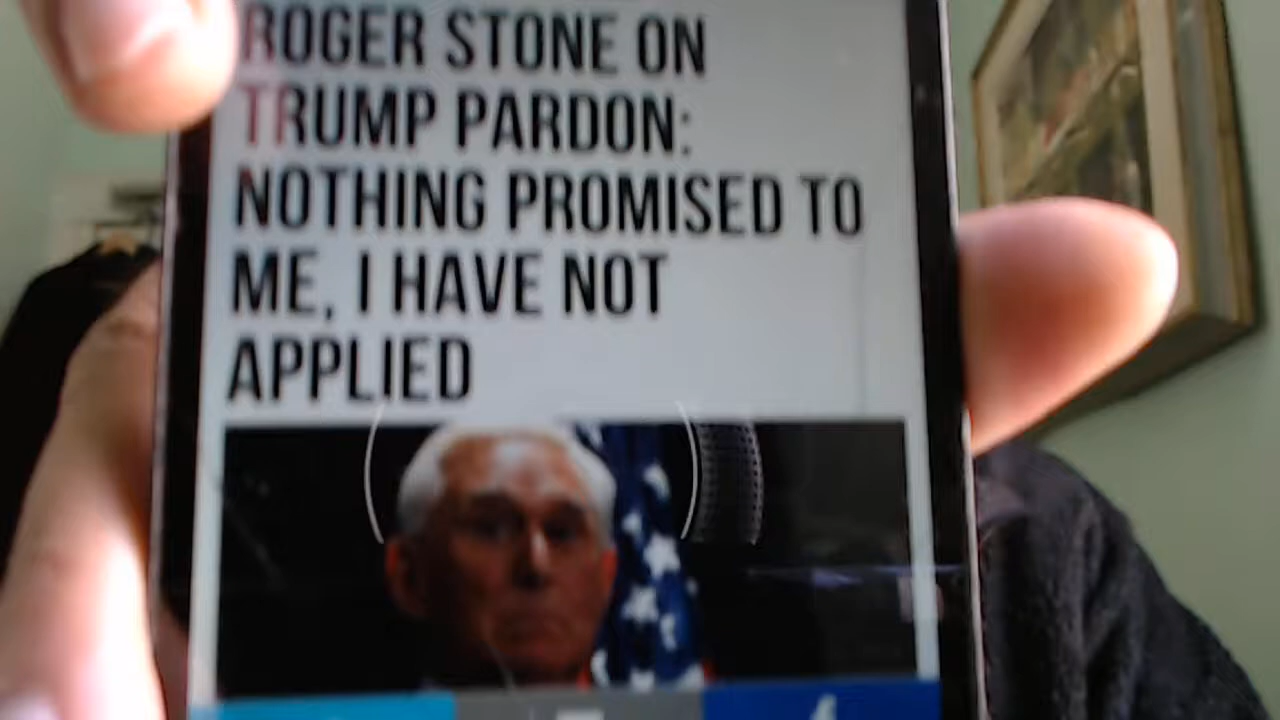 ROGER STONE ON
TRUMP PARDON:
NOTHING PROMISED TO
ME, I HAVE NOT
APPLIED